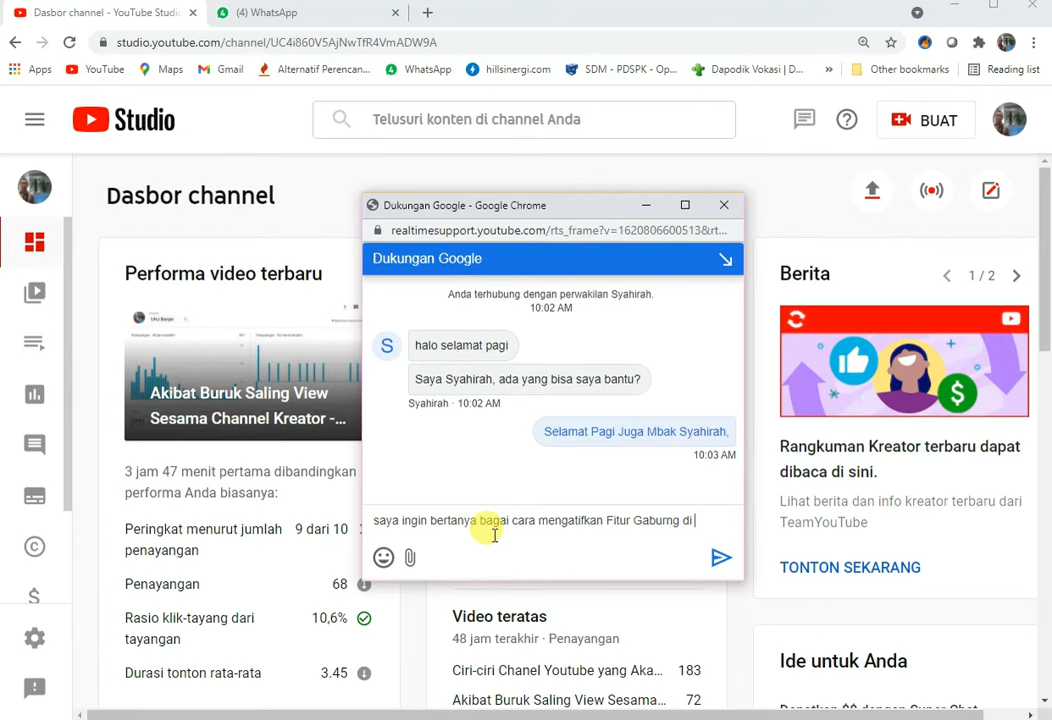 Dasbor channel - YouTube Studi
(4) WhatsApp
studio.youtube.com/channel/UC4i860V5AjNwTfR4VmADW9A
Apps
YouTube
Maps
Gmail
Alternatif Perencan...
WhatsApp
hillsinergi.com
SDM - PDSPK - Op...
Dapodik Vokasi | D...
»
Other bookmarks
Reading list
Studio
Telusuri konten di channel Anda
BUAT
Dasbor channel
Performa video terbaru
Akibat Buruk Saling View
Sesama Channel Kreator -...
3 jam 47 menit pertama dibandingkan
performa Anda biasanya:
Peringkat menurut jumlah
penayangan
9 dari 10
Penayangan
68
Rasio klik-tayang dari
tayangan
10,6%
Durasi tonton rata-rata
3.45
Dukungan Google - Google Chrome
realtimesupport.youtube.com/rts_frame?v=1620806600513&rt...
Dukungan Google
Anda terhubung dengan perwakilan Syahirah.
10:02 AM
S
halo selamat pagi
Saya Syahirah, ada yang bisa saya bantu?
Syahirah · 10:02 AM
Selamat Pagi Juga Mbak Syahirah,
10:03 AM
saya ingin bertanya bagai cara mengatifkan Fitur Gaburng di
Video teratas
48 jam terakhir · Penayangan
Ciri-ciri Chanel Youtube yang Aka...
183
Akibat Buruk Saling View Sesama...
72
Berita
1 / 2
Rangkuman Kreator terbaru dapat
dibaca di sini.
Lihat berita dan info kreator terbaru di
TeamYouTube
TONTON SEKARANG
Ide untuk Anda